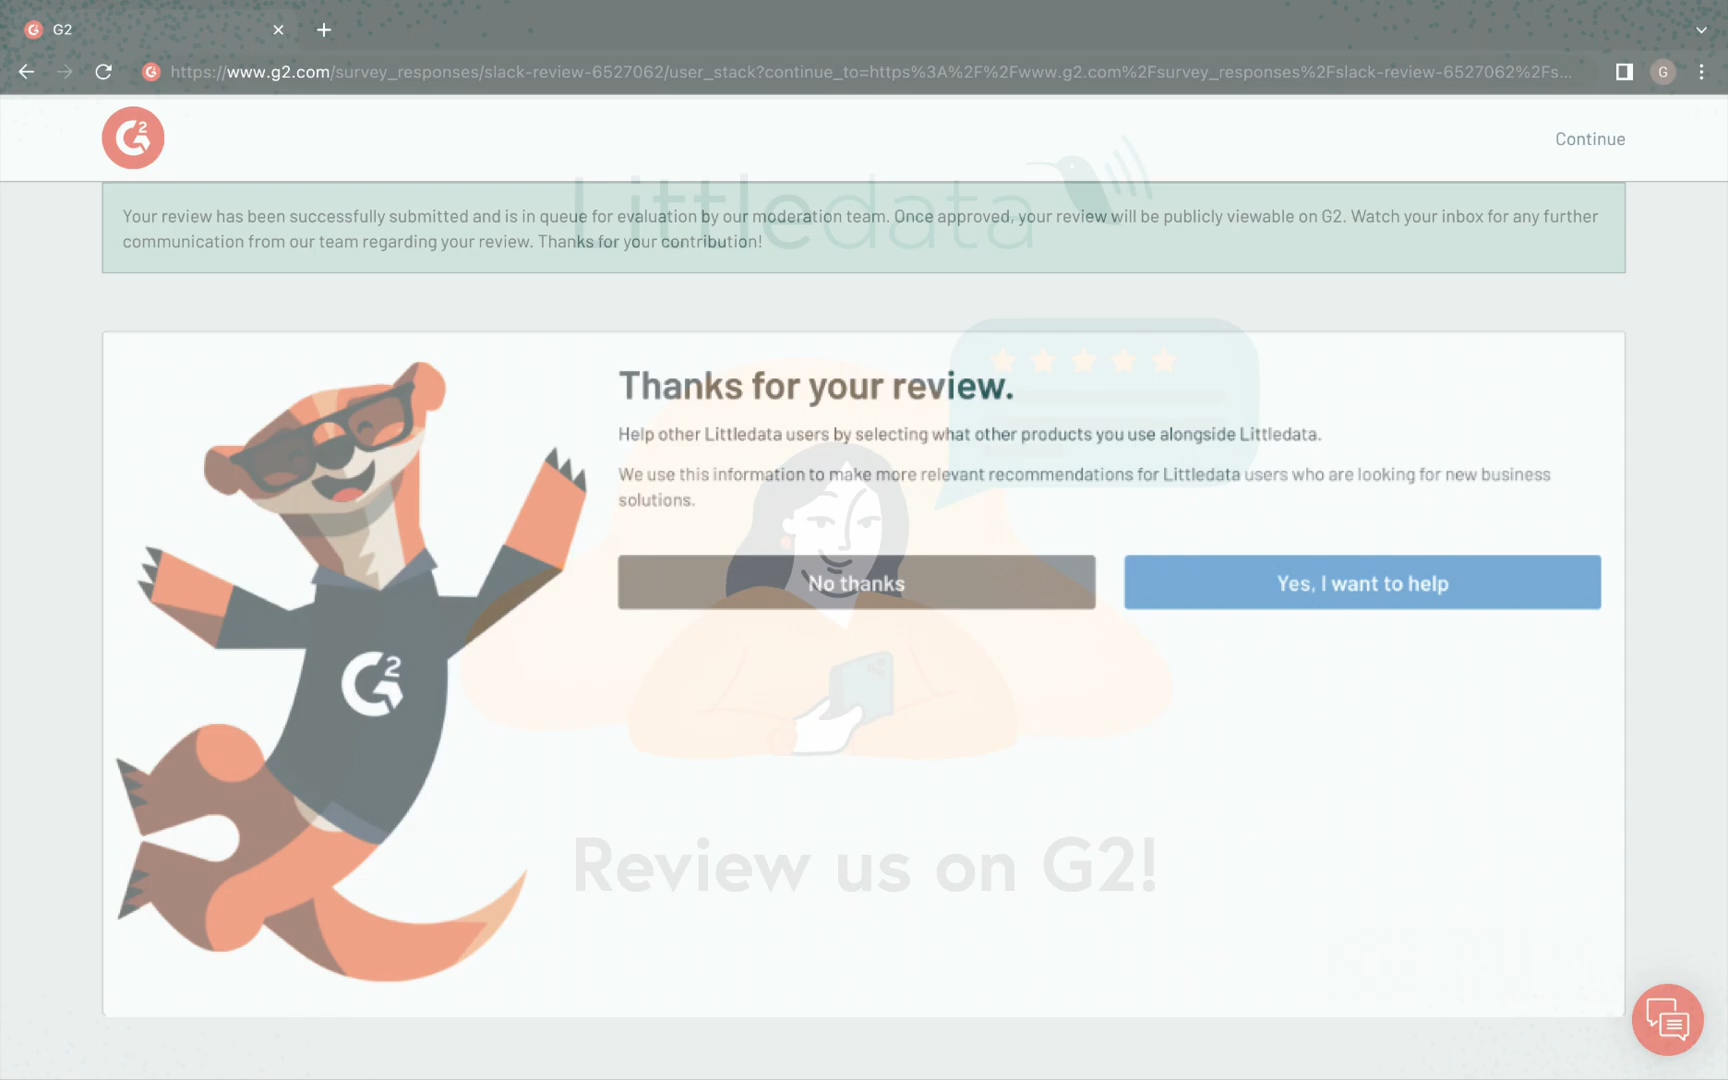 G2
https://www.g2.com/survey_responses/slack-review-6527062/user_stack?continue_to=https%3A%2F%2Fwww.g2.com%2Fsurvey_responses%2Fslack-review-6527062%2Fs...
G
G2
Continue
Littledata
Your review has been successfully submitted and is in queue for evaluation by our moderation team. Once approved, your review will be publicly viewable on G2. Watch your inbox for any further
communication from our team regarding your review. Thanks for your contribution!
Thanks for your review.
Help other Littledata users by selecting what other products you use alongside Littledata.
We use this information to make more relevant recommendations for Littledata users who are looking for new business
solutions.
No thanks
Yes, I want to help
G2
Review us on G2!